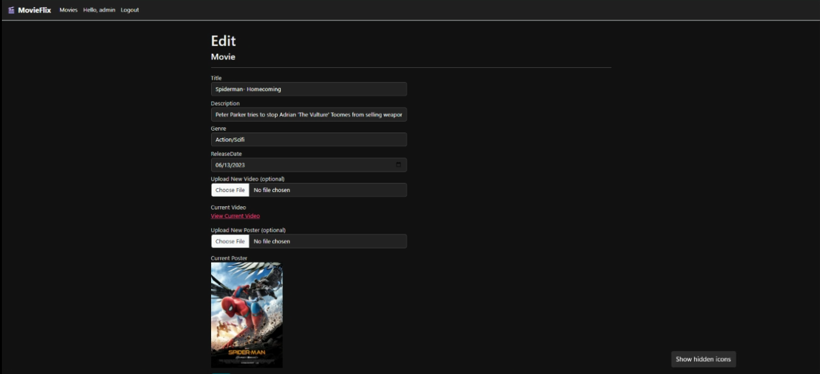 MovieFlix Movies Hello, admin Logout
Edit
Movie
Title
Spiderman- Homecoming
Description
Peter Parker tries to stop Adrian 'The Vulture' Toomes from selling weapon
Genre
Action/Scifi
ReleaseDate
06/13/2023
Upload New Video (optional)
Choose File No file chosen
Current Video
View Current Video
Upload New Poster (optional)
Choose File No file chosen
Current Poster
SPIDER-MAN
Show hidden icons